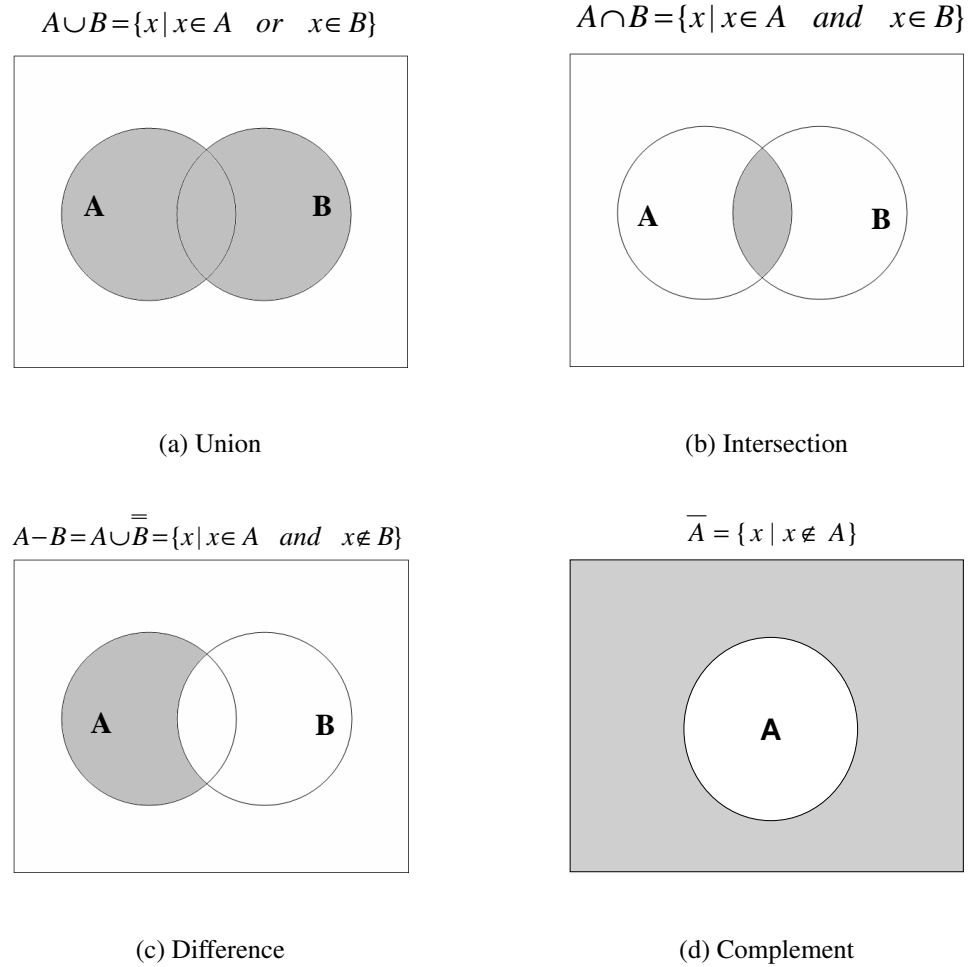 A∪B={x|x∈A or x∈B}
A∩B={x|x∈A and x∈B}
A
B
A
B
(a) Union
(b) Intersection
A−B=A∪B̿={x|x∈A and x∉B}
A̅ = { x | x ∉ A}
A
B
A
(c) Difference
(d) Complement